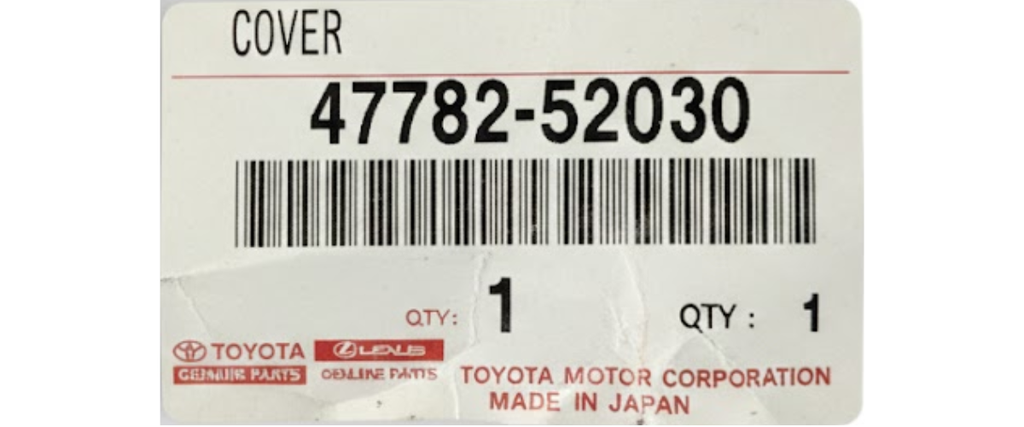 COVER
47782-52030
QTY: 1 QTY : 1
TOYOTA LEXUS
GENUINE PARTS GENUINE PARTS
TOYOTA MOTOR CORPORATION
MADE IN JAPAN